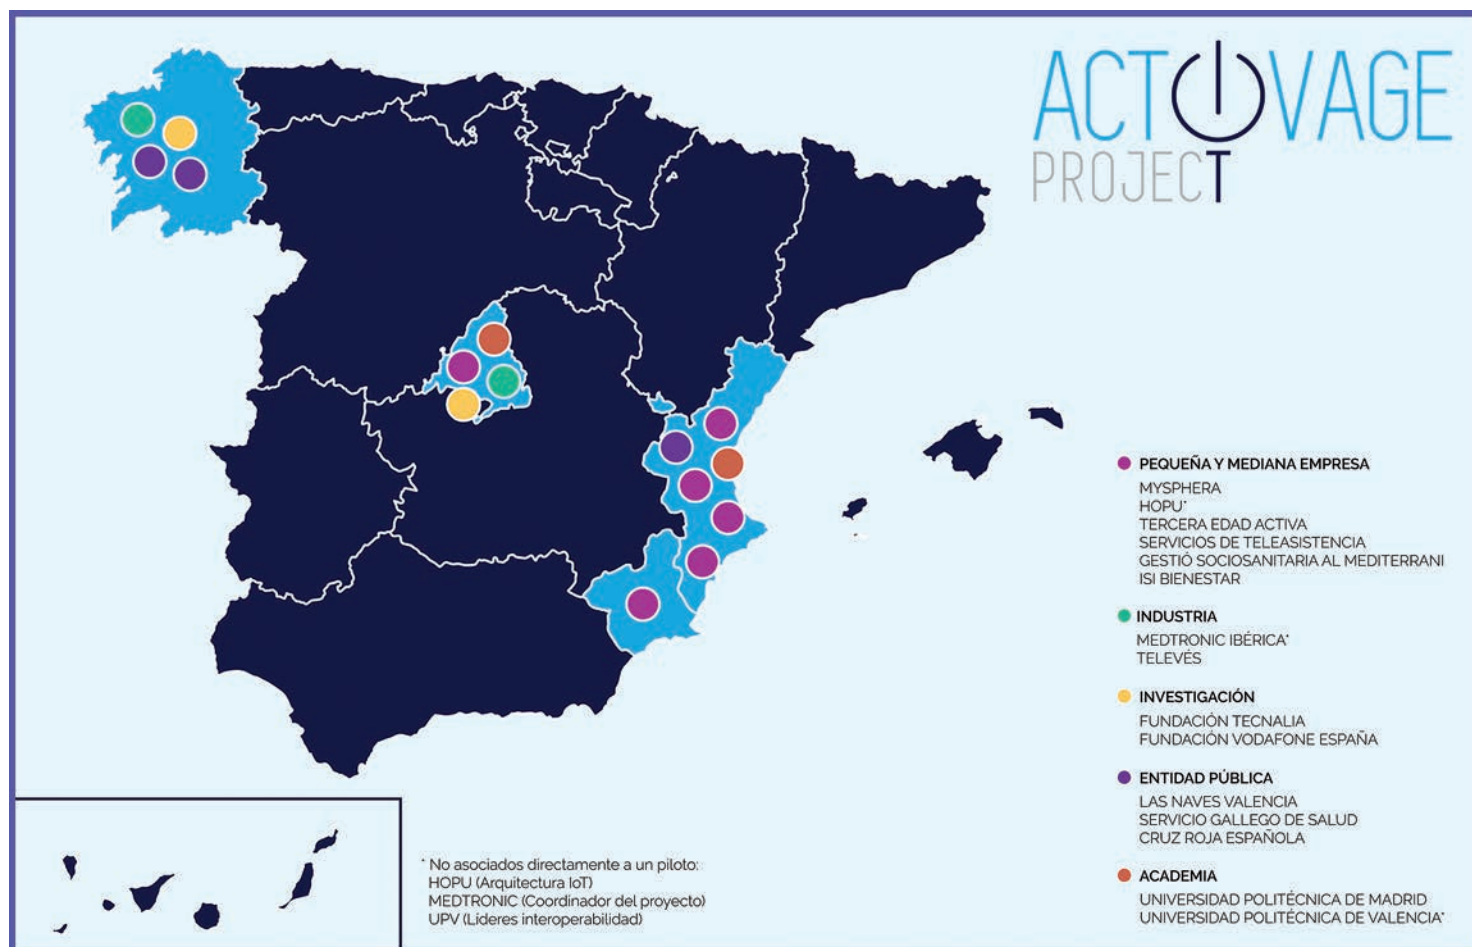 ACTIVAGE
PROJECT
PEQUEÑA Y MEDIANA EMPRESA
MYSPHERA
HOPU*
TERCERA EDAD ACTIVA
SERVICIOS DE TELEASISTENCIA
GESTIÓ SOCIOSANITARIA AL MEDITERRANI
ISI BIENESTAR
INDUSTRIA
MEDTRONIC IBÉRICA*
TELEVÉS
INVESTIGACIÓN
FUNDACIÓN TECNALIA
FUNDACIÓN VODAFONE ESPAÑA
ENTIDAD PÚBLICA
LAS NAVES VALENCIA
SERVICIO GALLEGO DE SALUD
CRUZ ROJA ESPAÑOLA
ACADEMIA
UNIVERSIDAD POLITÉCNICA DE MADRID
UNIVERSIDAD POLITÉCNICA DE VALENCIA*
* No asociados directamente a un piloto:
HOPU (Arquitectura IoT)
MEDTRONIC (Coordinador del proyecto)
UPV (Líderes interoperabilidad)